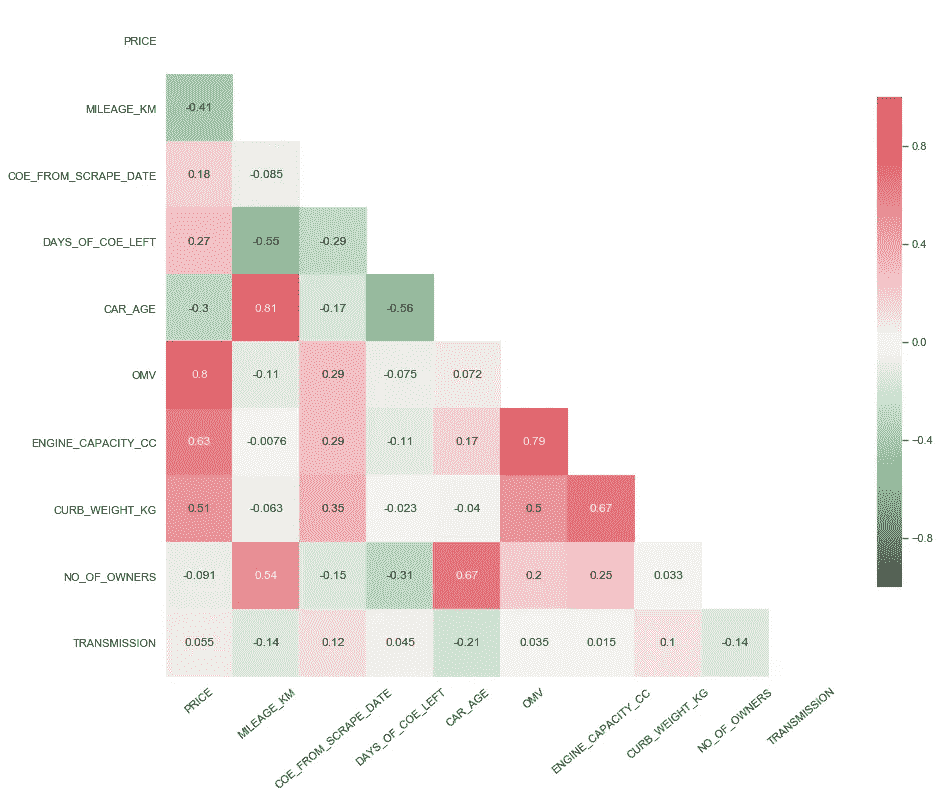 PRICE
MILEAGE_KM -0.41
COE_FROM_SCRAPE_DATE 0.18 -0.085
DAYS_OF_COE_LEFT 0.27 -0.55 -0.29
CAR_AGE -0.3 0.81 -0.17 -0.56
OMV 0.8 -0.11 0.29 -0.075 0.072
ENGINE_CAPACITY_CC 0.63 -0.0076 0.29 -0.11 0.17 0.79
CURB_WEIGHT_KG 0.51 -0.063 0.35 -0.023 -0.04 0.5 0.67
NO_OF_OWNERS -0.091 0.54 -0.15 -0.31 0.67 0.2 0.25 0.033
TRANSMISSION 0.055 -0.14 0.12 0.045 -0.21 0.035 0.015 0.1 -0.14
PRICE
MILEAGE_KM
COE_FROM_SCRAPE_DATE
DAYS_OF_COE_LEFT
CAR_AGE
OMV
ENGINE_CAPACITY_CC
CURB_WEIGHT_KG
NO_OF_OWNERS
TRANSMISSION
0.8
0.4
0.0
−0.4
−0.8